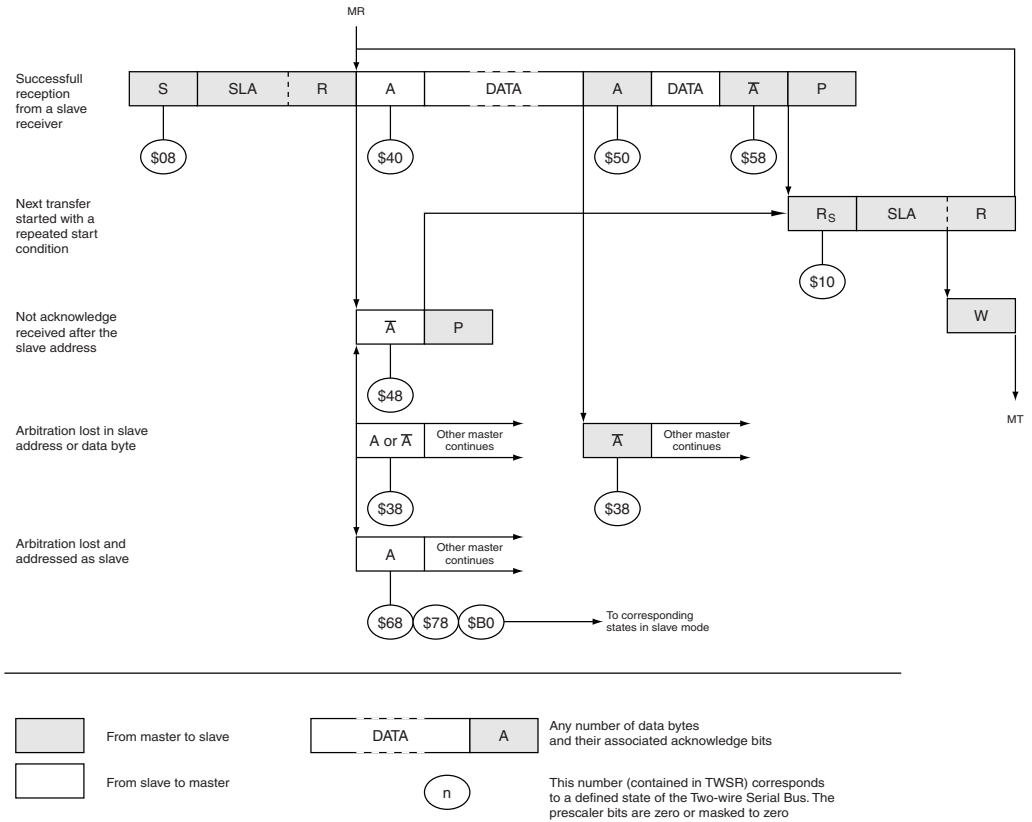 MR
Successfull
reception
from a slave
receiver
S SLA R A DATA A DATA A̅ P
$08 $40 $50 $58
Next transfer
started with a
repeated start
condition
RS SLA R
$10
Not acknowledge
received after the
slave address
A̅ P
W
$48
MT
Arbitration lost in slave
address or data byte
A or A̅
Other master
continues
A̅
Other master
continues
$38 $38
Arbitration lost and
addressed as slave
A
Other master
continues
$68 $78 $B0
To corresponding
states in slave mode
From master to slave
DATA A
Any number of data bytes
and their associated acknowledge bits
From slave to master
n
This number (contained in TWSR) corresponds
to a defined state of the Two-wire Serial Bus. The
prescaler bits are zero or masked to zero